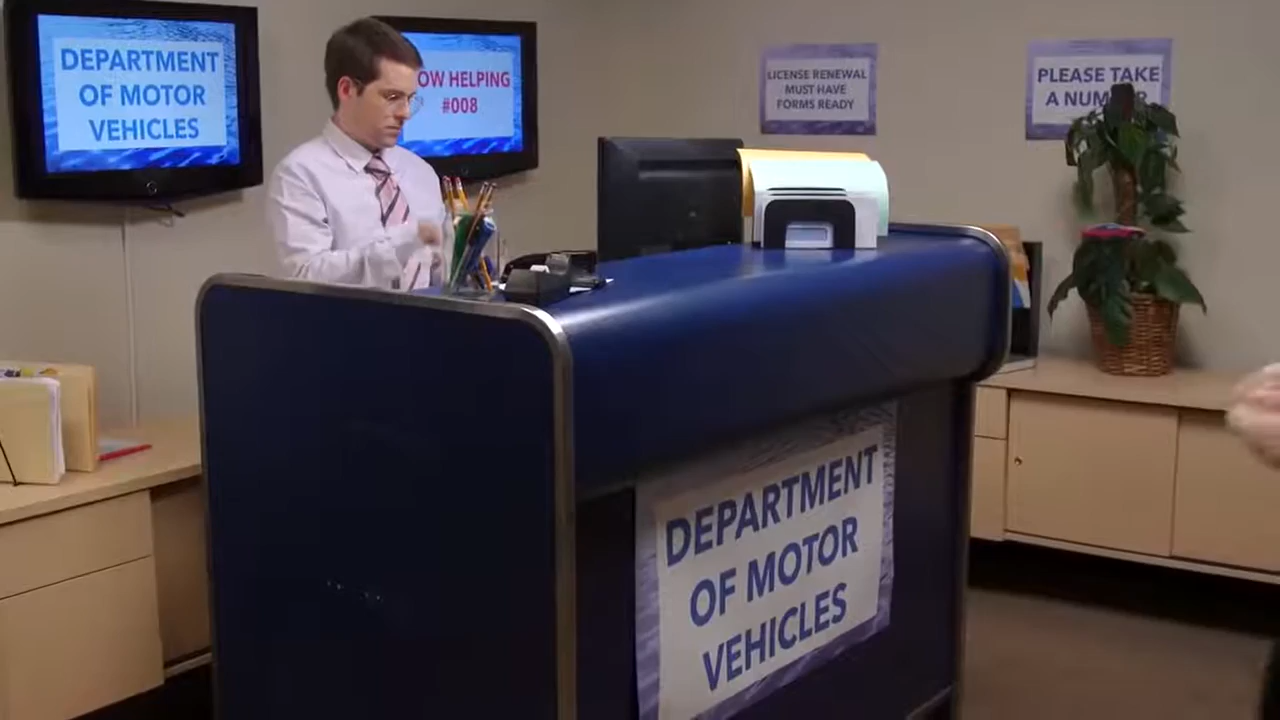 DEPARTMENT
OF MOTOR
VEHICLES
OW HELPING
#008
LICENSE RENEWAL
MUST HAVE
FORMS READY
PLEASE TAKE
A NUM
DEPARTMENT
OF MOTOR
VEHICLES